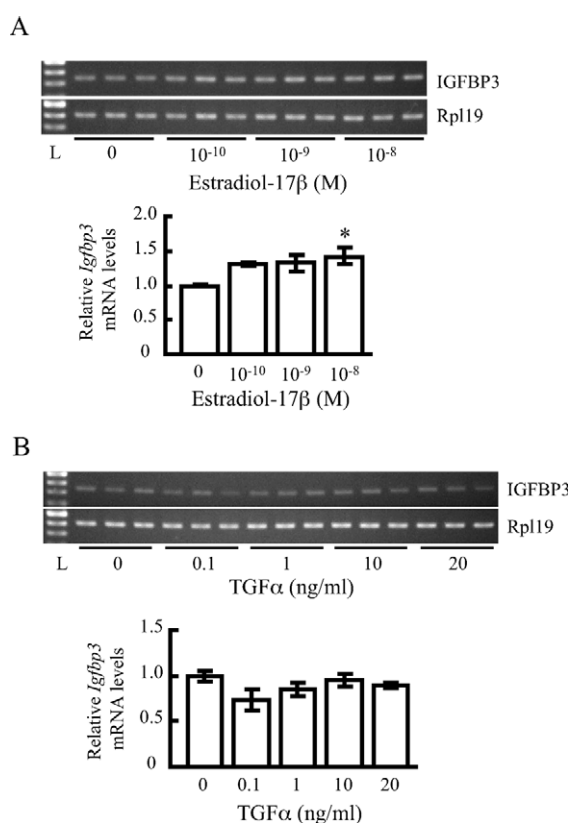 A
IGFBP3
Rpl19
L 0 10⁻¹⁰ 10⁻⁹ 10⁻⁸
Estradiol-17β (M)
Relative Igfbp3
mRNA levels
2.0
1.5
1.0
0.5
0
*
0 10⁻¹⁰ 10⁻⁹ 10⁻⁸
Estradiol-17β (M)
B
IGFBP3
Rpl19
L 0 0.1 1 10 20
TGFα (ng/ml)
Relative Igfbp3
mRNA levels
1.5
1.0
0.5
0
0 0.1 1 10 20
TGFα (ng/ml)